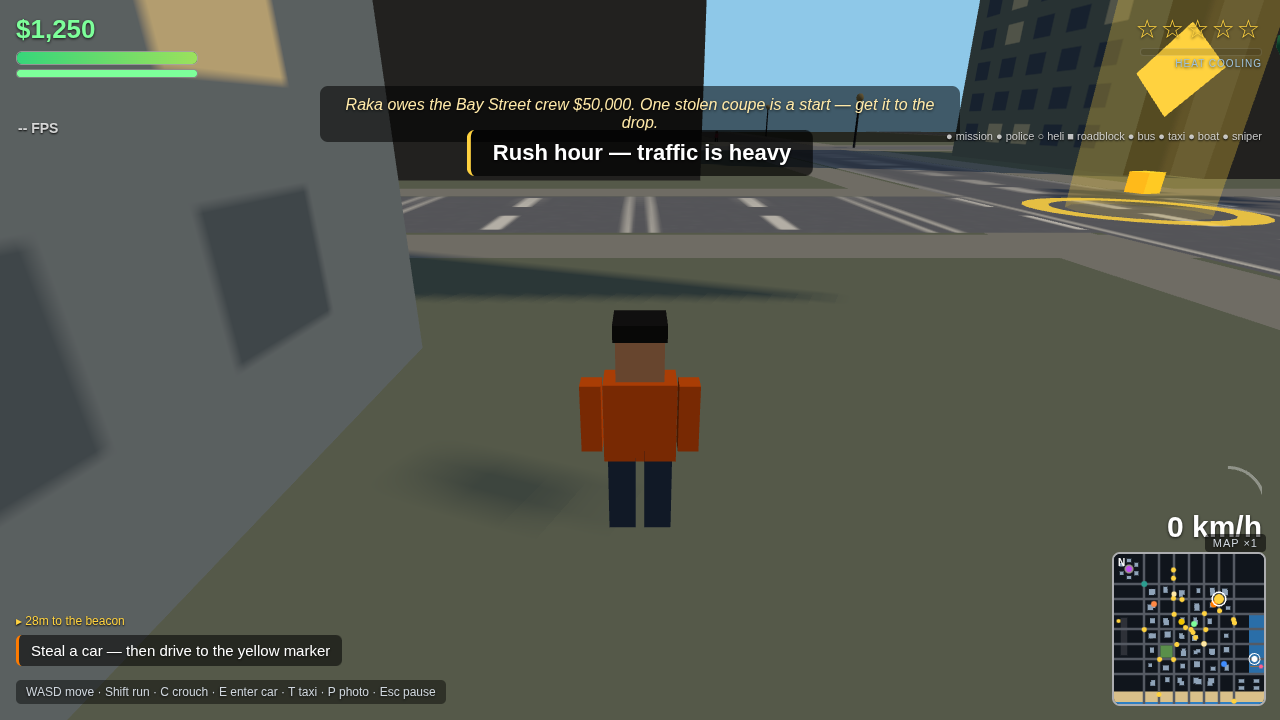 $1,250
☆☆☆☆☆
HEAT COOLING
-- FPS
Raka owes the Bay Street crew $50,000. One stolen coupe is a start — get it to the
drop.
Rush hour — traffic is heavy
● mission ● police ○ heli ■ roadblock ● bus ● taxi ● boat ● sniper
0 km/h
MAP ×1
N
▸ 28m to the beacon
Steal a car — then drive to the yellow marker
WASD move · Shift run · C crouch · E enter car · T taxi · P photo · Esc pause